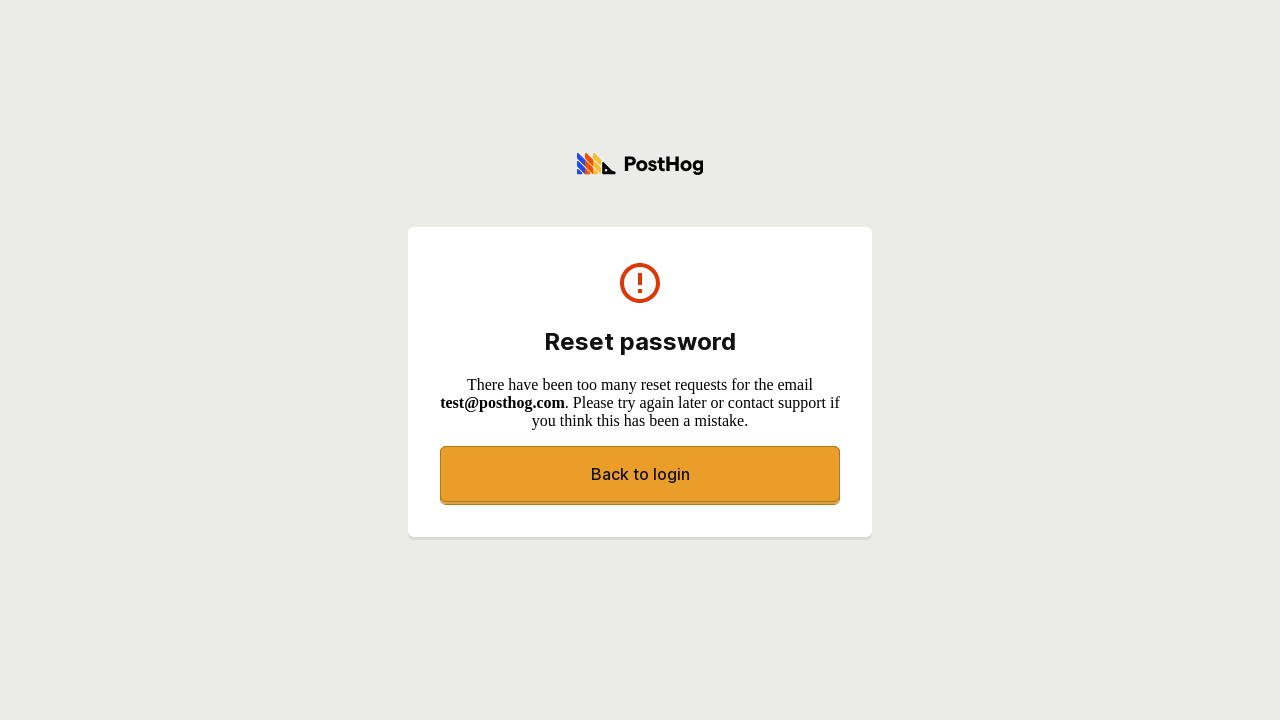 PostHog
Reset password
There have been too many reset requests for the email
test@posthog.com. Please try again later or contact support if
you think this has been a mistake.
Back to login